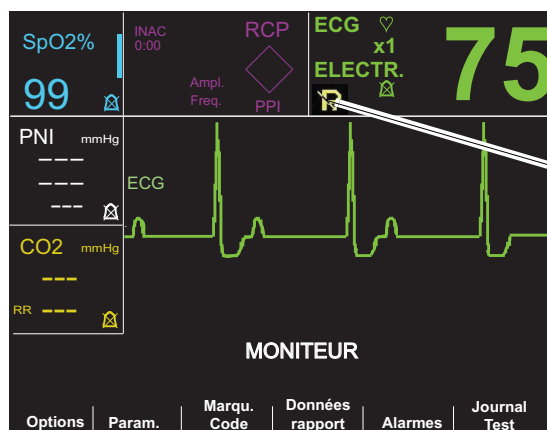 SpO2%
99
INAC
0:00
RCP
Ampl.
Freq.
PPI
ECG
x1
ELECTR.
R
75
PNI mmHg
---
---
---
ECG
CO2 mmHg
---
RR ---
MONITEUR
Options
Param.
Marqu.
Code
Données
rapport
Alarmes
Journal
Test